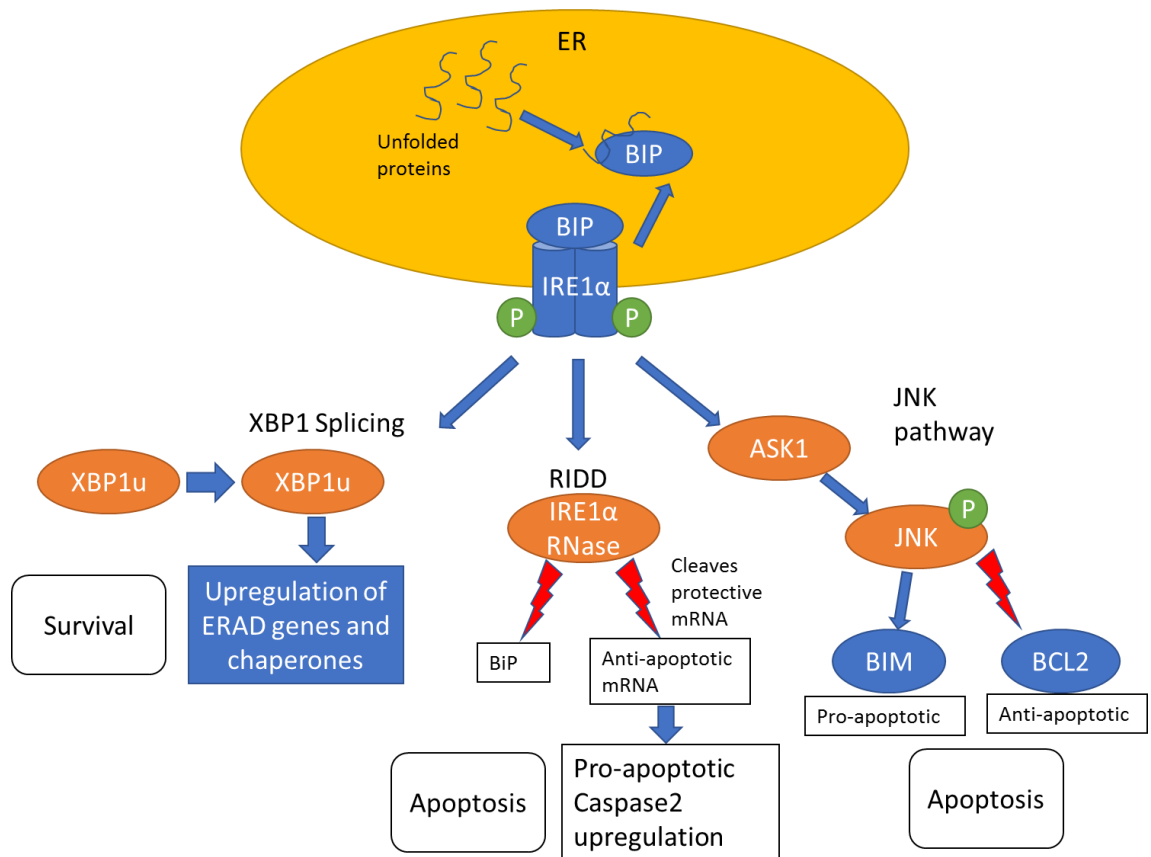 ER
Unfolded
proteins
BIP
BIP
IRE1α
P
P
XBP1 Splicing
XBP1u
XBP1u
Upregulation of
ERAD genes and
chaperones
Survival
RIDD
IRE1α
RNase
Cleaves
protective
mRNA
BiP
Anti-apoptotic
mRNA
Pro-apoptotic
Caspase2
upregulation
Apoptosis
JNK
pathway
ASK1
P
JNK
BIM
BCL2
Pro-apoptotic
Anti-apoptotic
Apoptosis